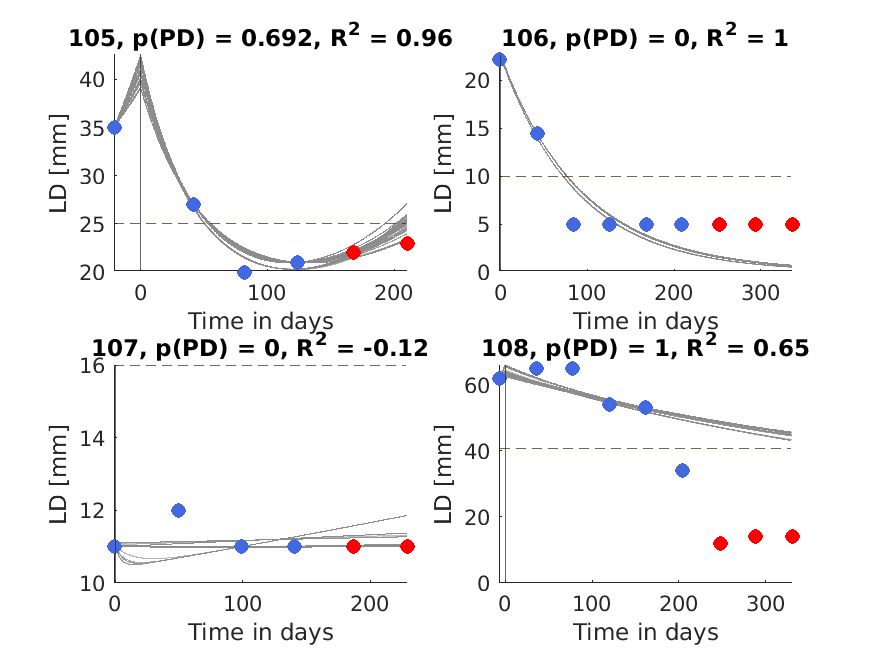 105, p(PD) = 0.692, R² = 0.96
40
35
30
25
20
LD [mm]
0
100
200
Time in days
106, p(PD) = 0, R² = 1
20
15
10
5
0
LD [mm]
0
100
200
300
Time in days
107, p(PD) = 0, R² = -0.12
16
14
12
10
LD [mm]
0
100
200
Time in days
108, p(PD) = 1, R² = 0.65
60
40
20
0
LD [mm]
0
100
200
300
Time in days